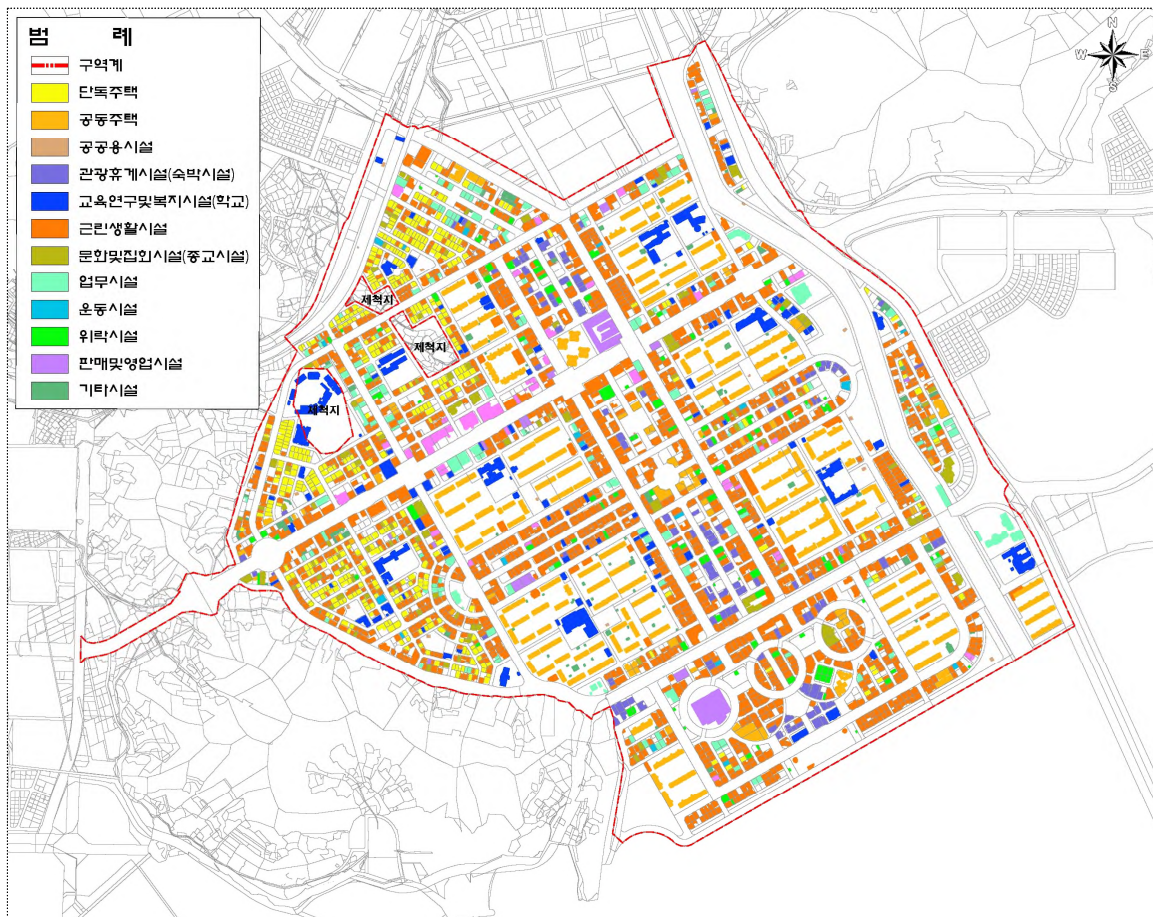 범 례
구역계
단독주택
공동주택
공공용시설
관광휴게시설(숙박시설)
교육연구및복지시설(학교)
근린생활시설
문화및집회시설(종교시설)
업무시설
운동시설
위락시설
판매및영업시설
기타시설
N
W E
S
제척지
제척지
제척지